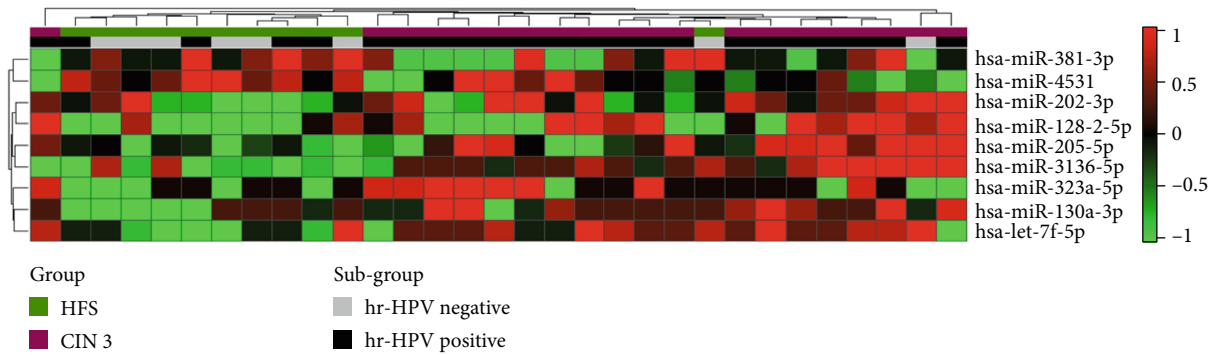 hsa-miR-381-3p
hsa-miR-4531
hsa-miR-202-3p
hsa-miR-128-2-5p
hsa-miR-205-5p
hsa-miR-3136-5p
hsa-miR-323a-5p
hsa-miR-130a-3p
hsa-let-7f-5p
1
0.5
0
−0.5
−1
Group
Sub-group
HFS
hr-HPV negative
CIN 3
hr-HPV positive